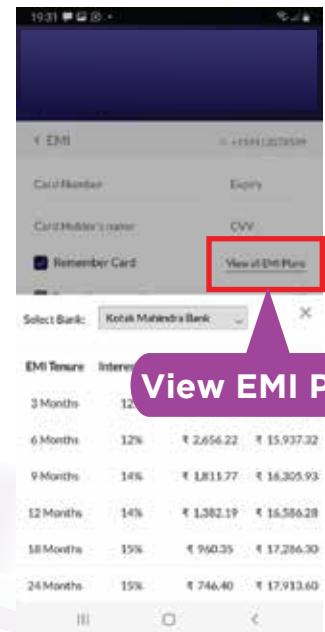 19:31
< EMI
Card Number Expiry
Card Holder's name CVV
Remember Card View all EMI Plans
Select Bank: Kotak Mahindra Bank ×
EMI Tenure Interes
View EMI P
3 Months 12
6 Months 12% ₹ 2,656.22 ₹ 15,937.32
9 Months 14% ₹ 1,811.77 ₹ 16,305.93
12 Months 14% ₹ 1,382.19 ₹ 16,586.28
18 Months 15% ₹ 960.35 ₹ 17,286.30
24 Months 15% ₹ 746.40 ₹ 17,913.60